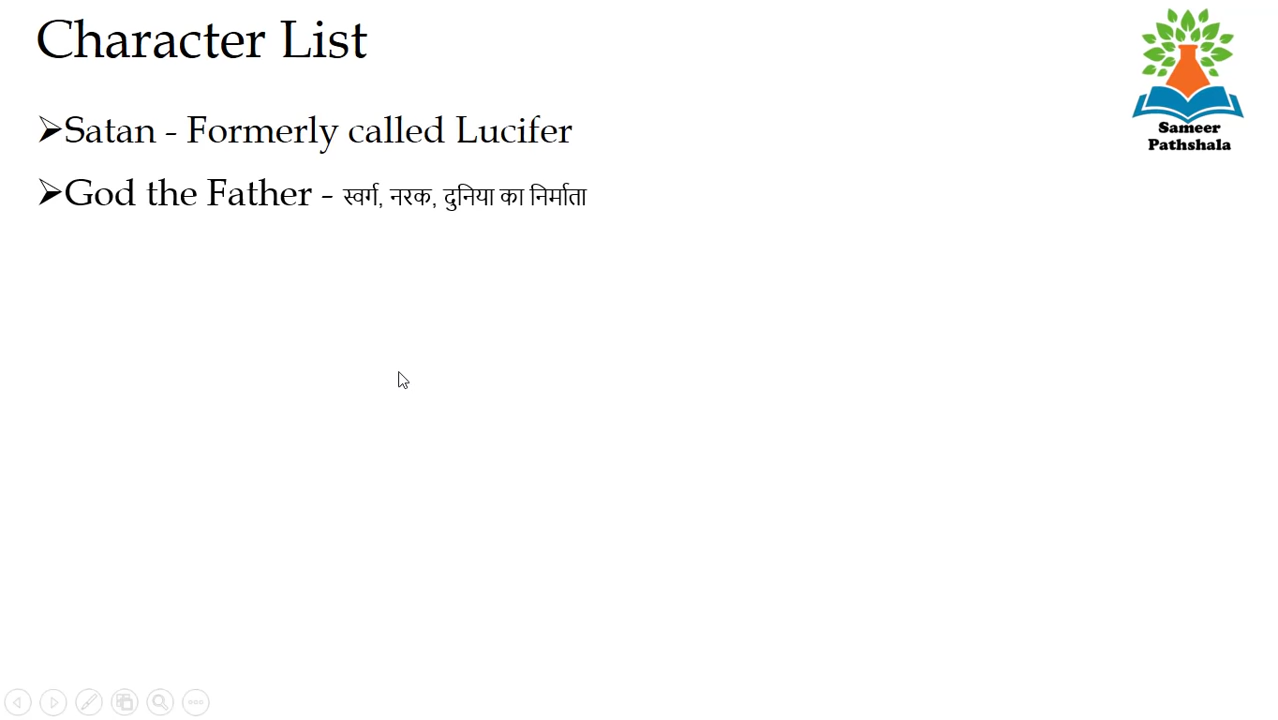 Character List
➢Satan - Formerly called Lucifer
➢God the Father - स्वर्ग, नरक, दुनिया का निर्माता
Sameer
Pathshala